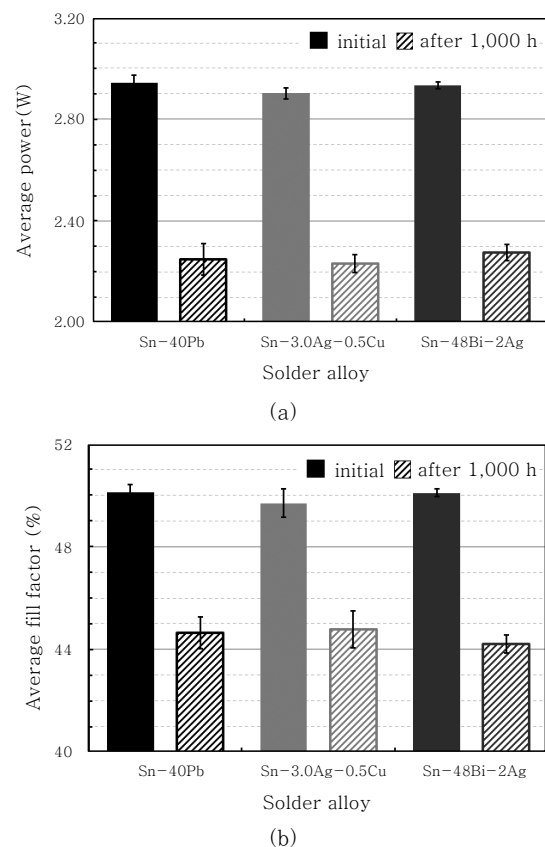 3.20
initial after 1,000 h
2.80
2.40
2.00
Average power(W)
Sn-40Pb Sn-3.0Ag-0.5Cu Sn-48Bi-2Ag
Solder alloy
(a)
52
initial after 1,000 h
48
44
40
Average fill factor (%)
Sn-40Pb Sn-3.0Ag-0.5Cu Sn-48Bi-2Ag
Solder alloy
(b)